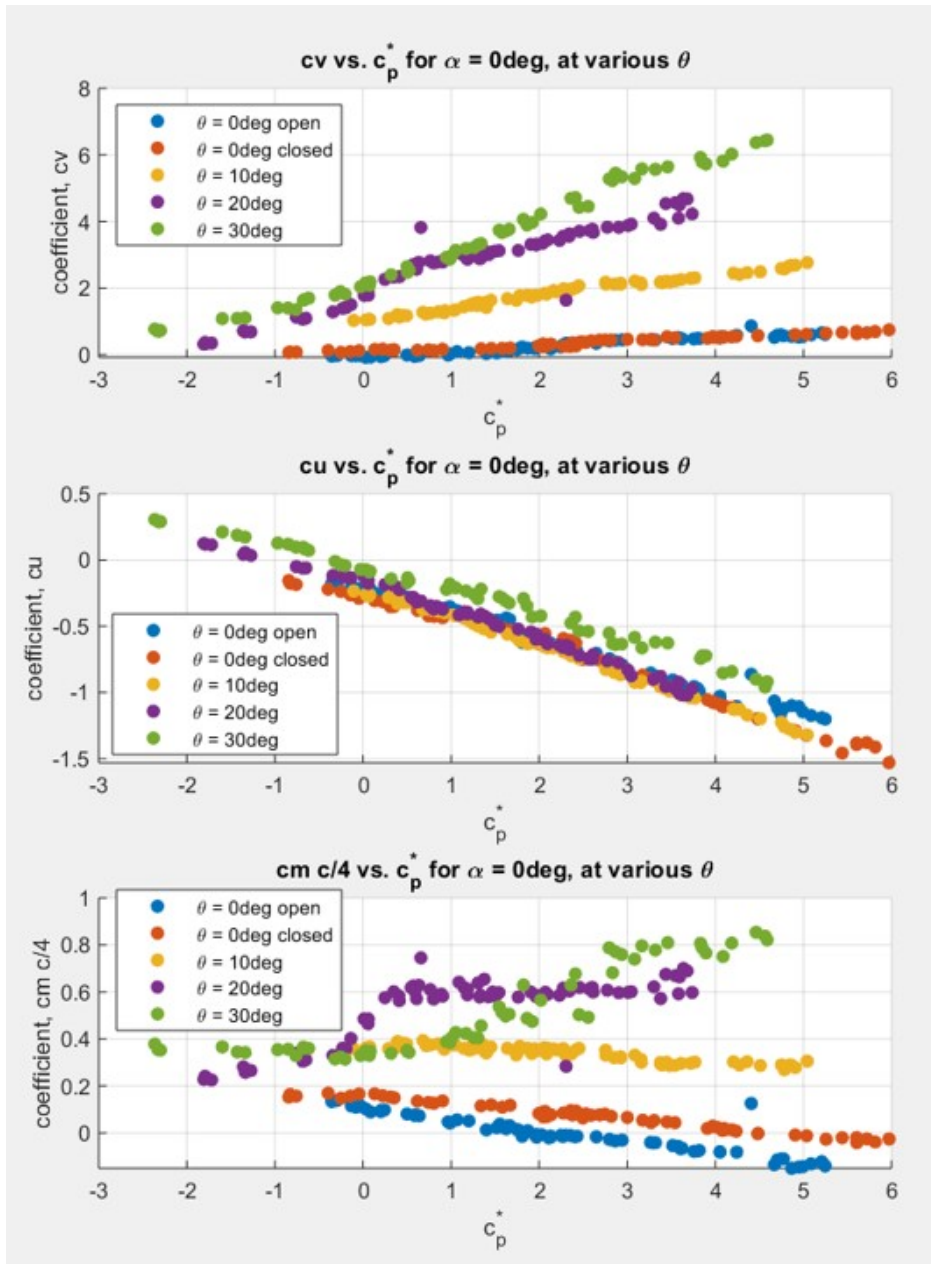 cv vs. c*p for α = 0deg, at various θ
coefficient, cv
8
6
4
2
0
θ = 0deg open
θ = 0deg closed
θ = 10deg
θ = 20deg
θ = 30deg
-3 -2 -1 0 1 2 3 4 5 6
c*p
cu vs. c*p for α = 0deg, at various θ
coefficient, cu
0.5
0
-0.5
-1
-1.5
θ = 0deg open
θ = 0deg closed
θ = 10deg
θ = 20deg
θ = 30deg
-3 -2 -1 0 1 2 3 4 5 6
c*p
cm c/4 vs. c*p for α = 0deg, at various θ
coefficient, cm c/4
1
0.8
0.6
0.4
0.2
0
θ = 0deg open
θ = 0deg closed
θ = 10deg
θ = 20deg
θ = 30deg
-3 -2 -1 0 1 2 3 4 5 6
c*p